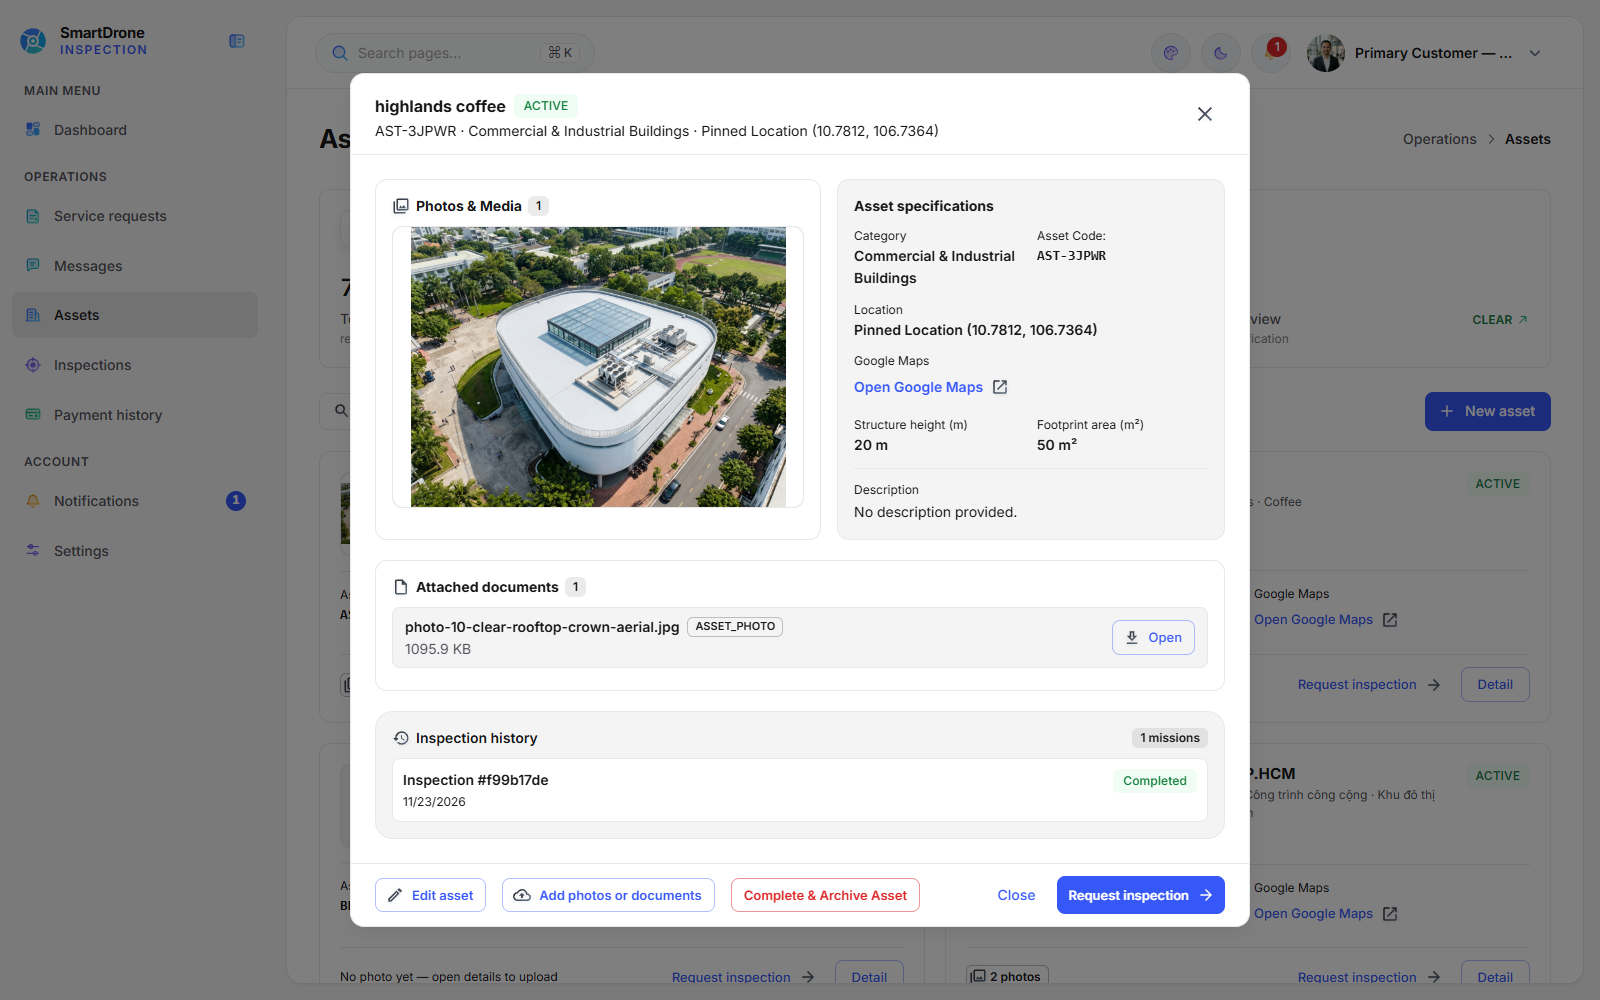 SmartDrone
INSPECTION
MAIN MENU
Dashboard
OPERATIONS
Service requests
Messages
Assets
Inspections
Payment history
ACCOUNT
Notifications 1
Settings
Search pages... ⌘ K
1
Primary Customer — ...
Operations > Assets
CLEAR ↗
+ New asset
highlands coffee ACTIVE
AST-3JPWR · Commercial & Industrial Buildings · Pinned Location (10.7812, 106.7364)
Photos & Media 1
Asset specifications
Category
Commercial & Industrial
Buildings
Asset Code:
AST-3JPWR
Location
Pinned Location (10.7812, 106.7364)
Google Maps
Open Google Maps
Structure height (m)
20 m
Footprint area (m²)
50 m²
Description
No description provided.
Attached documents 1
photo-10-clear-rooftop-crown-aerial.jpg ASSET_PHOTO
1095.9 KB
Open
Inspection history
1 missions
Inspection #f99b17de
11/23/2026
Completed
Edit asset
Add photos or documents
Complete & Archive Asset
Close
Request inspection →
ACTIVE
· Coffee
Google Maps
Open Google Maps
Request inspection →
Detail
P.HCM
ACTIVE
Công trình công cộng · Khu đô thị
Google Maps
Open Google Maps
No photo yet — open details to upload
Request inspection →
Detail
2 photos
Request inspection →
Detail